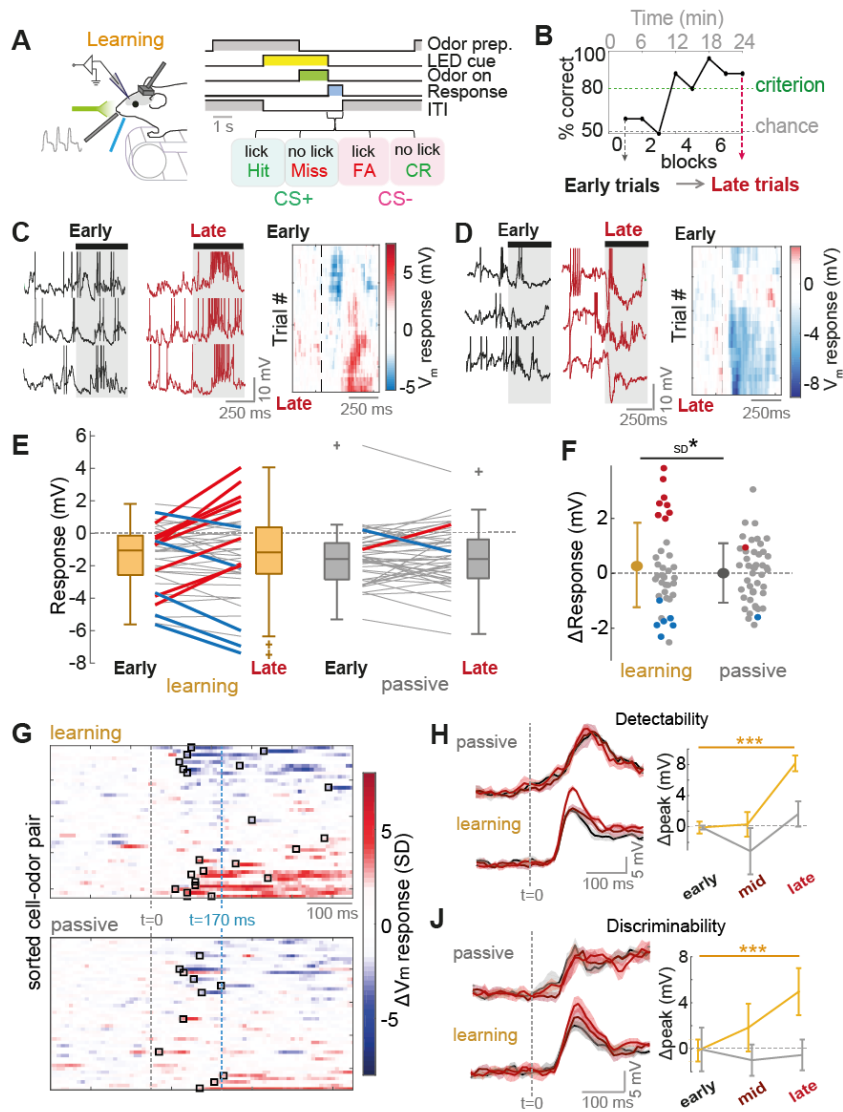 A
Learning
Odor prep.
LED cue
Odor on
Response
ITI
1 s
lick
no lick
lick
no lick
Hit
Miss
FA
CR
CS+
CS-
B
Time (min)
0
6
12
18
24
100
80
50
% correct
criterion
chance
0
2
4
6
blocks
Early trials
Late trials
C
Early
Late
Early
Trial #
Late
10 mV
250 ms
250 ms
5
0
-5
Vm response (mV)
D
Early
Late
Early
Trial #
Late
10 mV
250ms
250ms
0
-4
-8
Vm response (mV)
E
Response (mV)
6
4
2
0
-2
-4
-6
-8
Early
Late
Early
Late
learning
passive
F
SD*
ΔResponse (mV)
2
0
-2
learning
passive
G
learning
sorted cell-odor pair
100 ms
passive
t=0
t=170 ms
5
0
-5
ΔVm response (SD)
H
Detectability
passive
learning
t=0
100 ms
5 mV
***
8
4
0
Δpeak (mV)
early
mid
late
J
Discriminability
passive
learning
t=0
100 ms
5 mV
***
8
4
0
Δpeak (mV)
early
mid
late